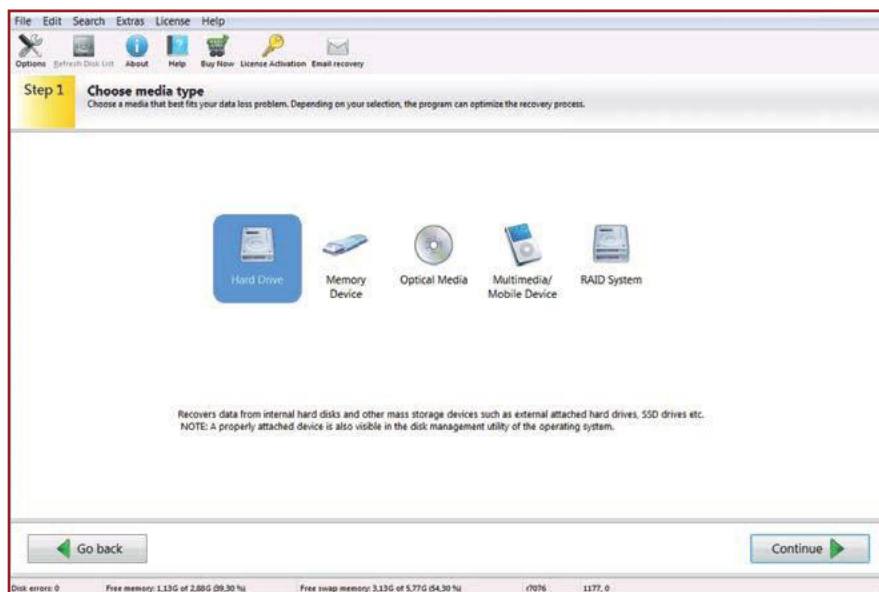 File Edit Search Extras License Help
Options Refresh Disk List About Help Buy Now License Activation Email recovery
Step 1
Choose media type
Choose a media that best fits your data loss problem. Depending on your selection, the program can optimize the recovery process.
Hard Drive
Memory Device
Optical Media
Multimedia/ Mobile Device
RAID System
Recovers data from internal hard disks and other mass storage devices such as external attached hard drives, SSD drives etc.
NOTE: A properly attached device is also visible in the disk management utility of the operating system.
Go back
Continue
Disk errors: 0 Free memory: 1,13G of 2,88G (39,30 %) Free swap memory: 3,13G of 5,77G (54,30 %) r7076 1177, 0